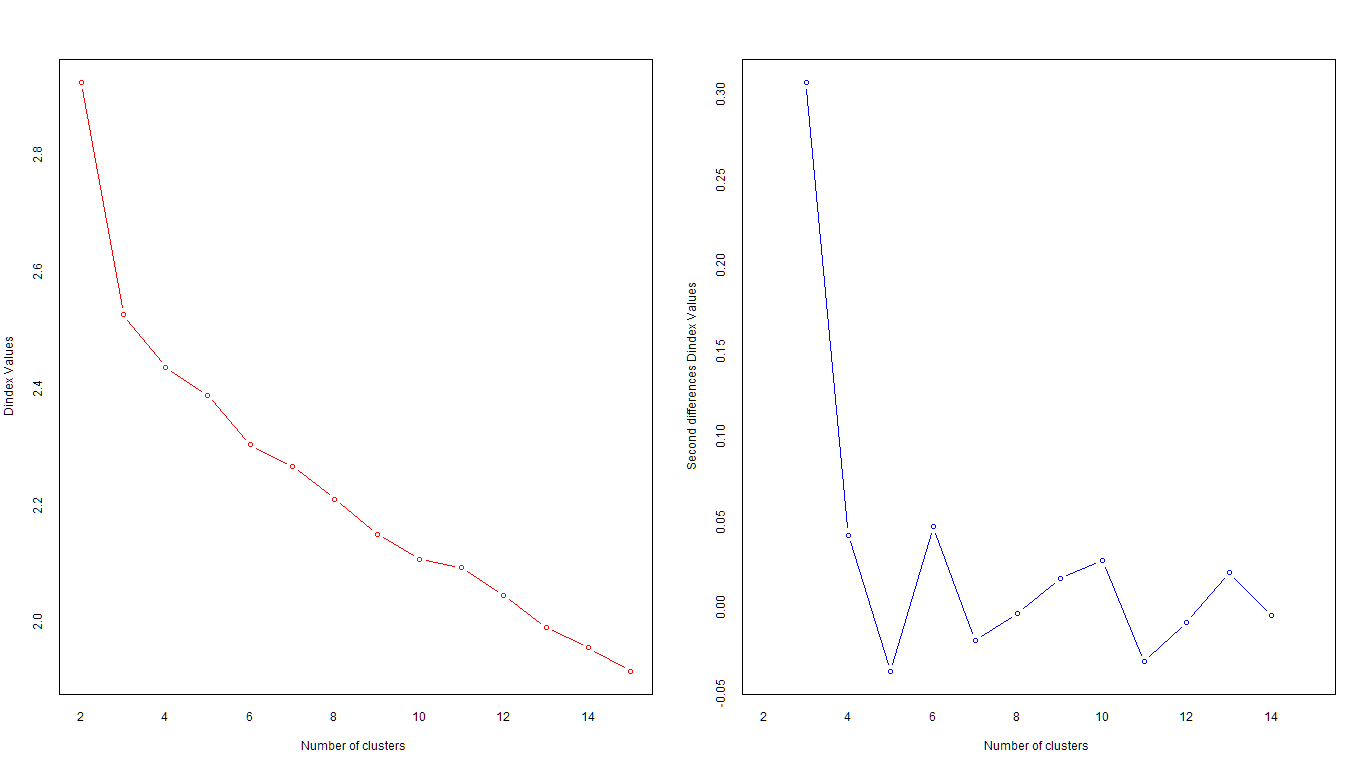 Dindex Values
2.0 2.2 2.4 2.6 2.8
2 4 6 8 10 12 14
Number of clusters
Second differences Dindex Values
-0.05 0.00 0.05 0.10 0.15 0.20 0.25 0.30
2 4 6 8 10 12 14
Number of clusters